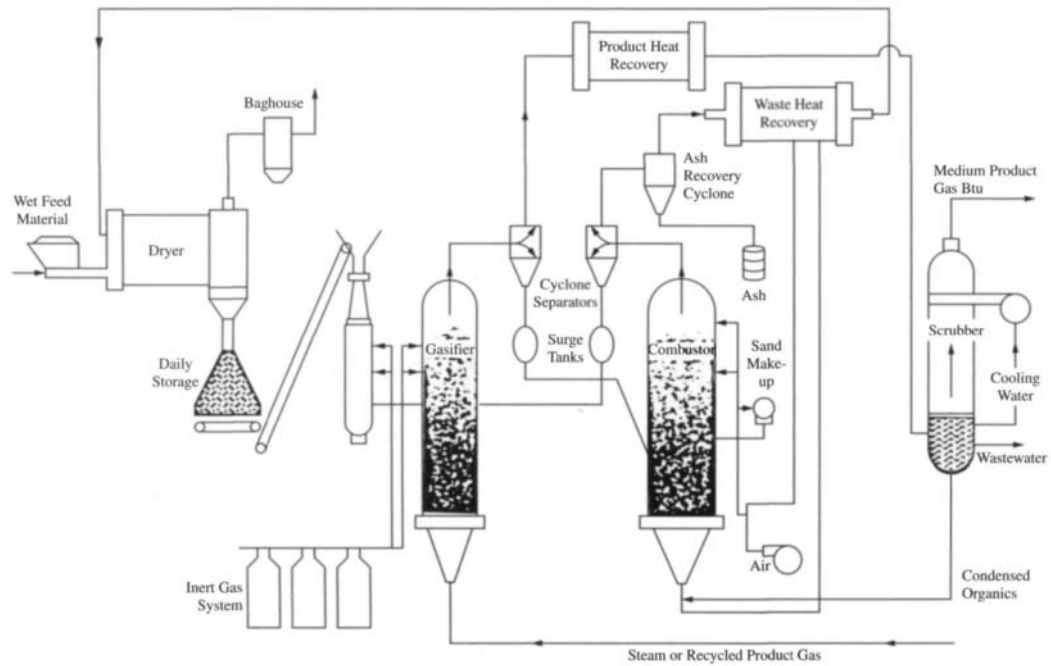 Product Heat
Recovery
Baghouse
Waste Heat
Recovery
Ash
Recovery
Cyclone
Medium Product
Gas Btu
Wet Feed
Material
Dryer
Ash
Cyclone
Separators
Scrubber
Gasifier
Surge
Tanks
Combustor
Sand
Make-
up
Daily
Storage
Cooling
Water
Wastewater
Air
Inert Gas
System
Condensed
Organics
Steam or Recycled Product Gas